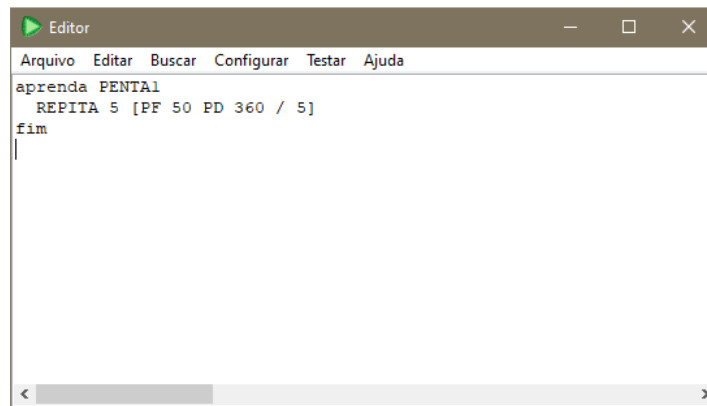 Editor
Arquivo Editar Buscar Configurar Testar Ajuda
aprenda PENTA1
  REPITA 5 [PF 50 PD 360 / 5]
fim